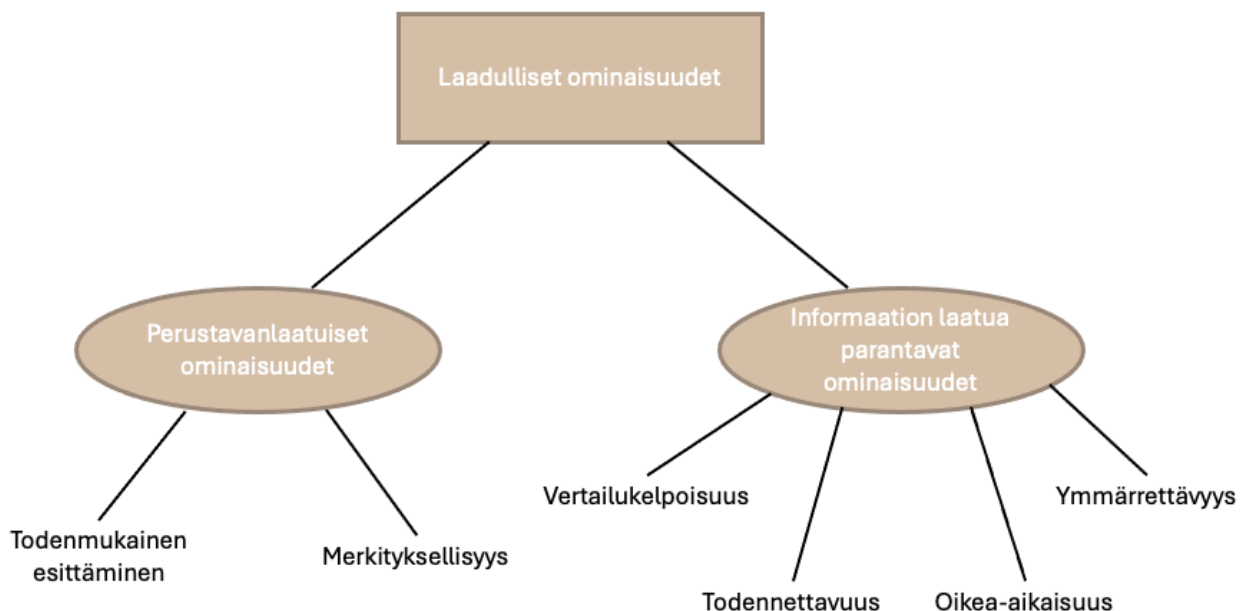 Laadulliset ominaisuudet
Perustavanlaatuiset
ominaisuudet
Informaation laatua
parantavat
ominaisuudet
Todenmukainen
esittäminen
Merkityksellisyys
Vertailukelpoisuus
Todennettavuus
Oikea-aikaisuus
Ymmärrettävyys